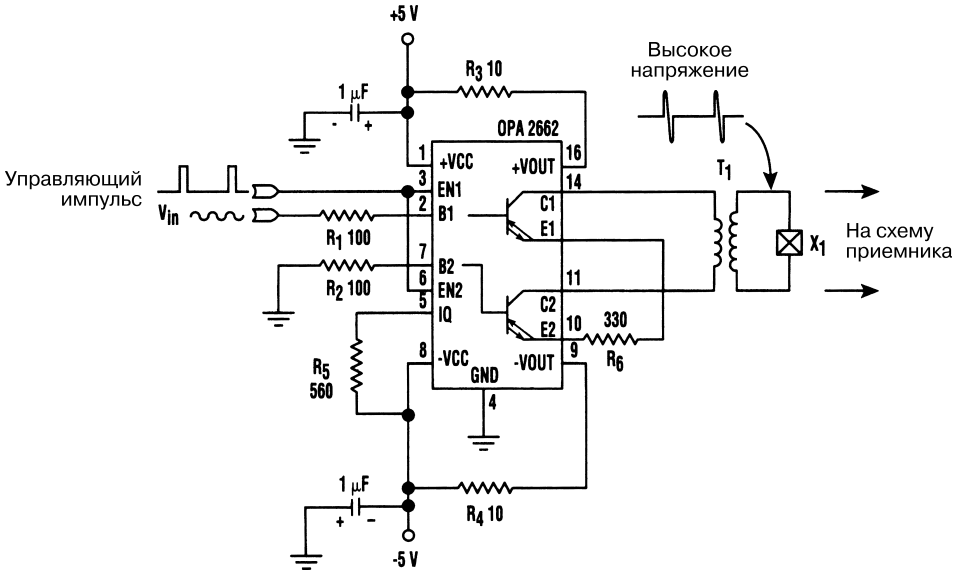 +5 V
Высокое
напряжение
R3 10
1 µF
- +
OPA 2662
1
+VCC
+VOUT
16
T1
Управляющий
импульс
3
EN1
14
C1
Vin
2
B1
E1
R1 100
X1
На схему
приемника
7
B2
R2 100
6
EN2
11
C2
5
IQ
E2
10
330
R6
R5
560
8
-VCC
-VOUT
9
GND
4
1 µF
+ -
R4 10
-5 V